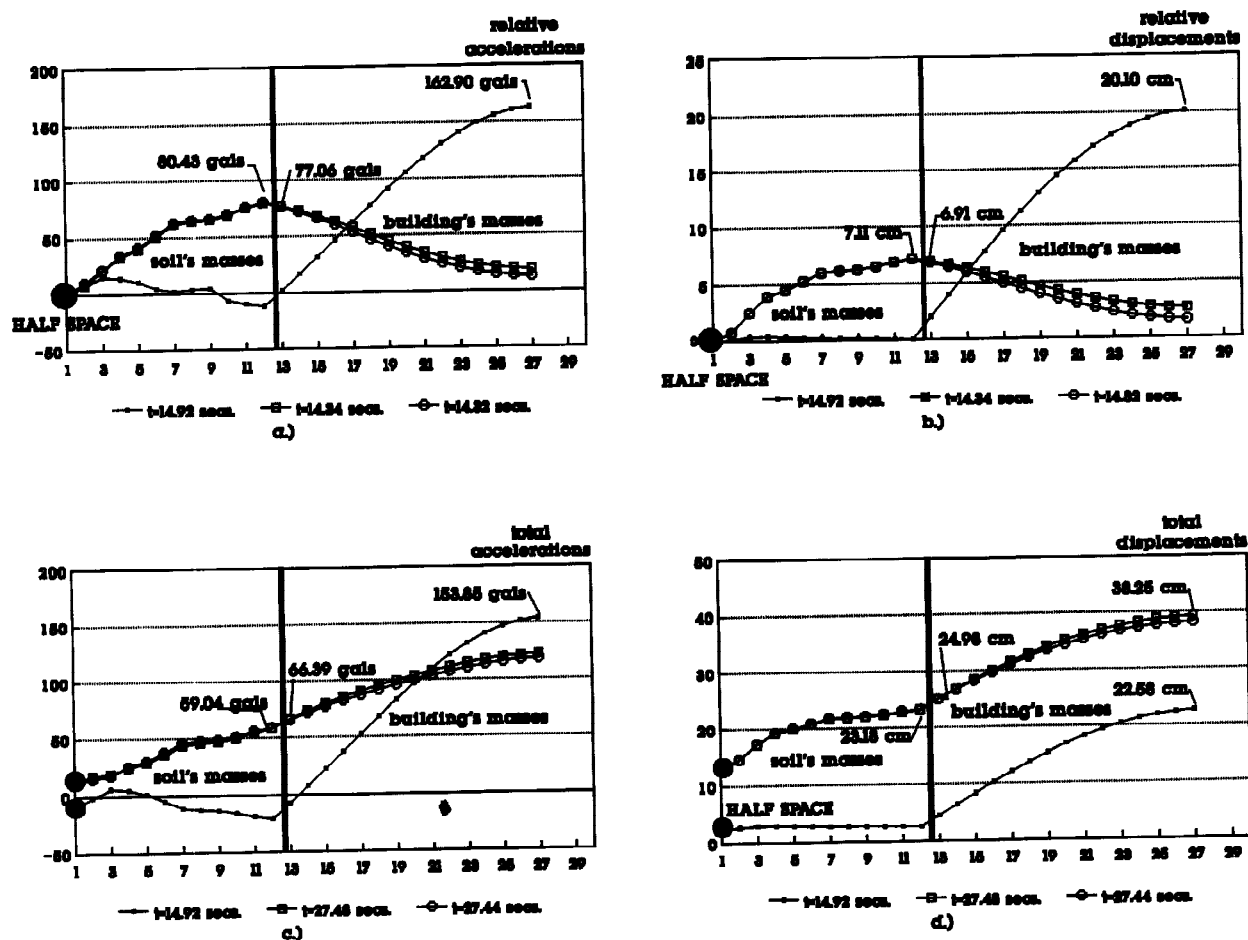 relative
accelerations
200
150
100
50
0
-50
162.90 gals
80.43 gals
77.06 gals
building's masses
soil's masses
HALF SPACE
1 3 5 7 9 11 13 15 17 19 21 23 25 27 29
t=14.92 secs. t=14.34 secs. t=14.32 secs.
a.)
relative
displacements
25
20
15
10
5
0
20.10 cm
6.91 cm
7.11 cm
building's masses
soil's masses
HALF SPACE
1 3 5 7 9 11 13 15 17 19 21 23 25 27 29
t=14.92 secs. t=14.34 secs. t=14.32 secs.
b.)
total
accelerations
200
150
100
50
0
-50
153.85 gals
66.39 gals
59.04 gals
building's masses
soil's masses
1 3 5 7 9 11 13 15 17 19 21 23 25 27 29
t=14.92 secs. t=27.48 secs. t=27.44 secs.
c.)
total
displacements
50
40
30
20
10
0
38.25 cm
24.98 cm
22.58 cm
building's masses
23.18 cm
soil's masses
HALF SPACE
1 3 5 7 9 11 13 15 17 19 21 23 25 27 29
t=14.92 secs. t=27.48 secs. t=27.44 secs.
d.)